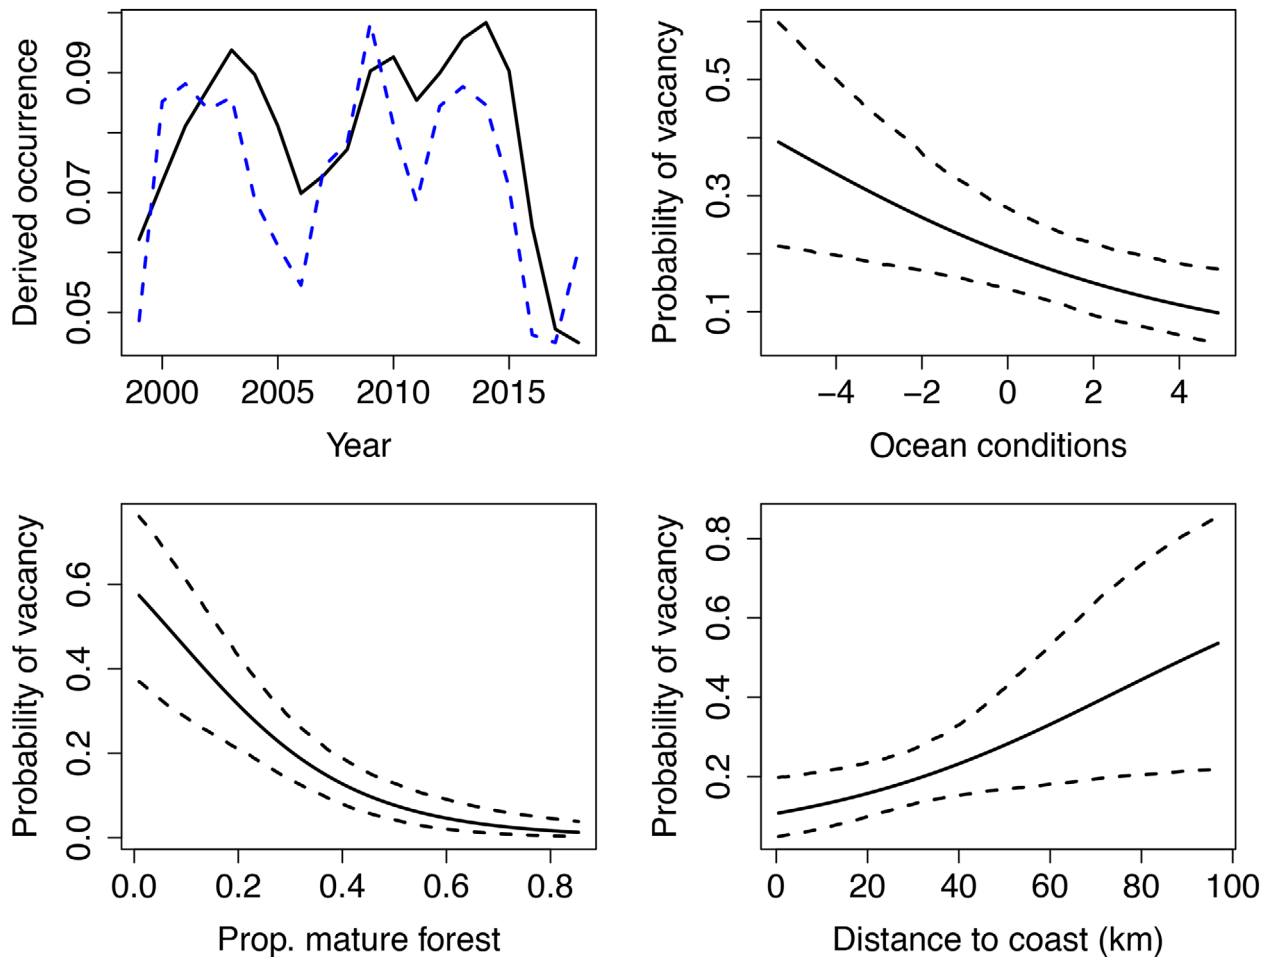 Derived occurrence
0.09
0.07
0.05
2000 2005 2010 2015
Year
Probability of vacancy
0.5
0.3
0.1
−4 −2 0 2 4
Ocean conditions
Probability of vacancy
0.6
0.4
0.2
0.0
0.0 0.2 0.4 0.6 0.8
Prop. mature forest
Probability of vacancy
0.8
0.6
0.4
0.2
0 20 40 60 80 100
Distance to coast (km)